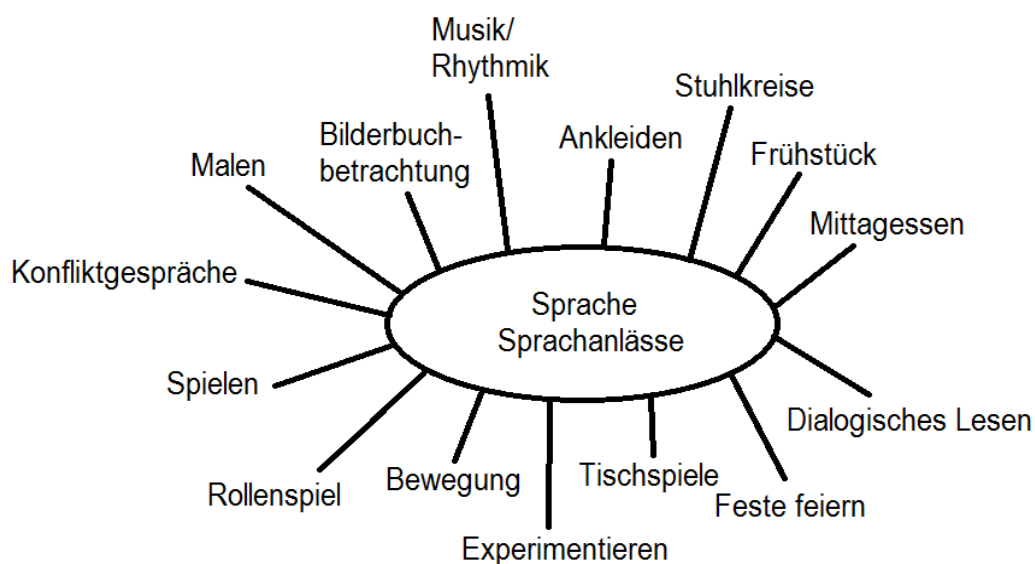 Musik/
Rhythmik
Stuhlkreise
Bilderbuch-
betrachtung
Ankleiden
Frühstück
Malen
Mittagessen
Konfliktgespräche
Sprache
Sprachanlässe
Spielen
Dialogisches Lesen
Rollenspiel
Bewegung
Tischspiele
Feste feiern
Experimentieren